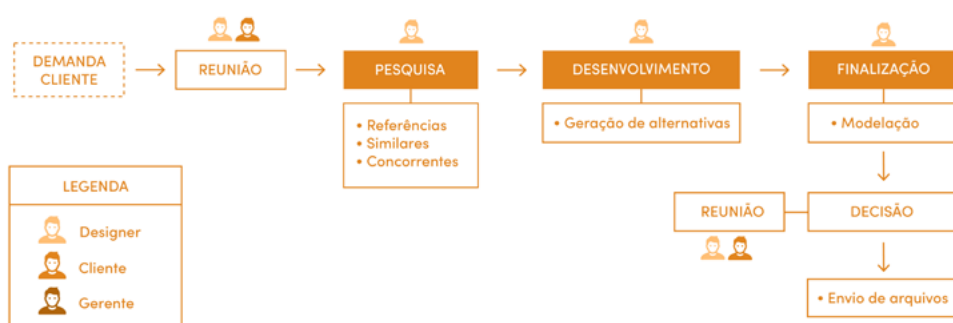 DEMANDA
CLIENTE
REUNIÃO
PESQUISA
DESENVOLVIMENTO
FINALIZAÇÃO
• Referências
• Similares
• Concorrentes
• Geração de alternativas
• Modelação
REUNIÃO
DECISÃO
• Envio de arquivos
LEGENDA
Designer
Cliente
Gerente